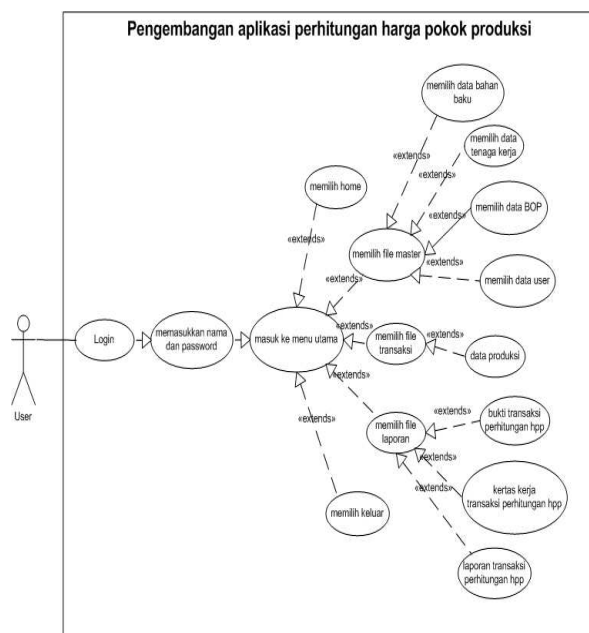 Pengembangan aplikasi perhitungan harga pokok produksi
memilih data bahan
baku
memilih data
tenaga kerja
«extends»
«extends»
memilih home
memilih data BOP
«extends»
«extends»
memilih file master
«extends»
memilih data user
«extends»
Login
memasukkan nama
dan password
masuk ke menu utama
«extends»
memilih file
transaksi
«extends»
data produksi
User
«extends»
«extends»
memilih file
laporan
«extends»
bukti transaksi
perhitungan hpp
«extends»
kertas kerja
transaksi perhitungan hpp
«extends»
memilih keluar
laporan transaksi
perhitungan hpp